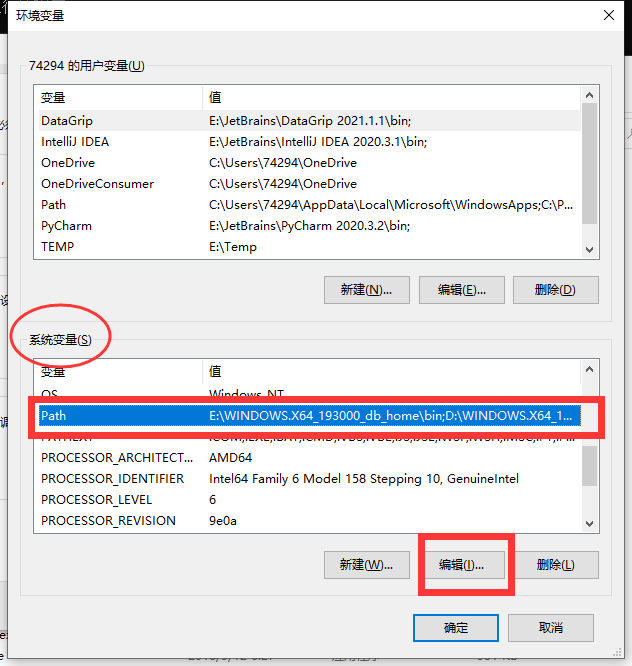 环境变量
74294 的用户变量(U)
变量 值
DataGrip E:\JetBrains\DataGrip 2021.1.1\bin;
IntelliJ IDEA E:\JetBrains\IntelliJ IDEA 2020.3.1\bin;
OneDrive C:\Users\74294\OneDrive
OneDriveConsumer C:\Users\74294\OneDrive
Path C:\Users\74294\AppData\Local\Microsoft\WindowsApps;C:\P...
PyCharm E:\JetBrains\PyCharm 2020.3.2\bin;
TEMP E:\Temp
新建(N)... 编辑(E)... 删除(D)
系统变量(S)
变量 值
OS Windows_NT
Path E:\WINDOWS.X64_193000_db_home\bin;D:\WINDOWS.X64_1...
PATHEXT
PROCESSOR_ARCHITECT... AMD64
PROCESSOR_IDENTIFIER Intel64 Family 6 Model 158 Stepping 10, GenuineIntel
PROCESSOR_LEVEL 6
PROCESSOR_REVISION 9e0a
新建(W)... 编辑(I)... 删除(L)
确定 取消